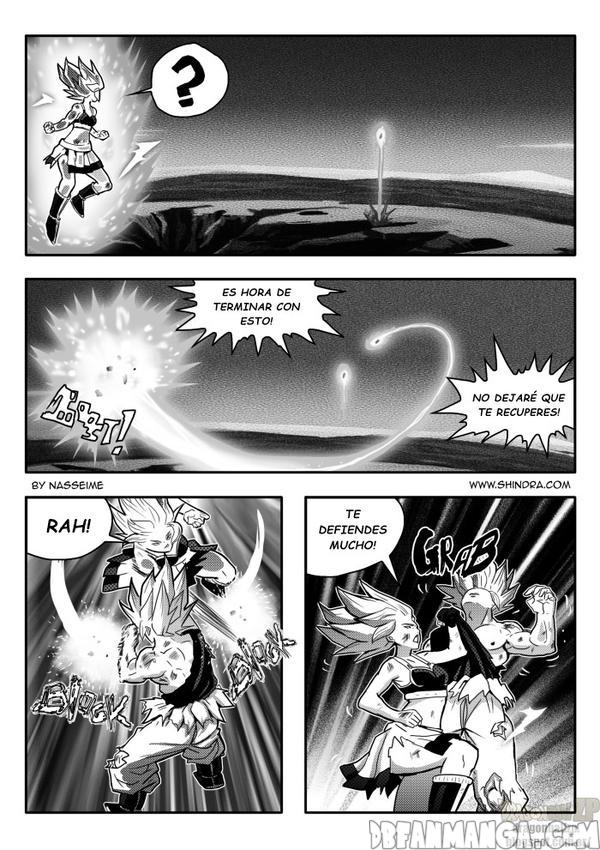 ?
ES HORA DE
TERMINAR CON
ESTO!
NO DEJARÉ QUE
TE RECUPERES!
BOOST!
BY NASSEIME
WWW.SHINDRA.COM
RAH!
BLOCK
BLOCK
TE
DEFIENDES
MUCHO!
GRAB
DBFANMANGA.COM